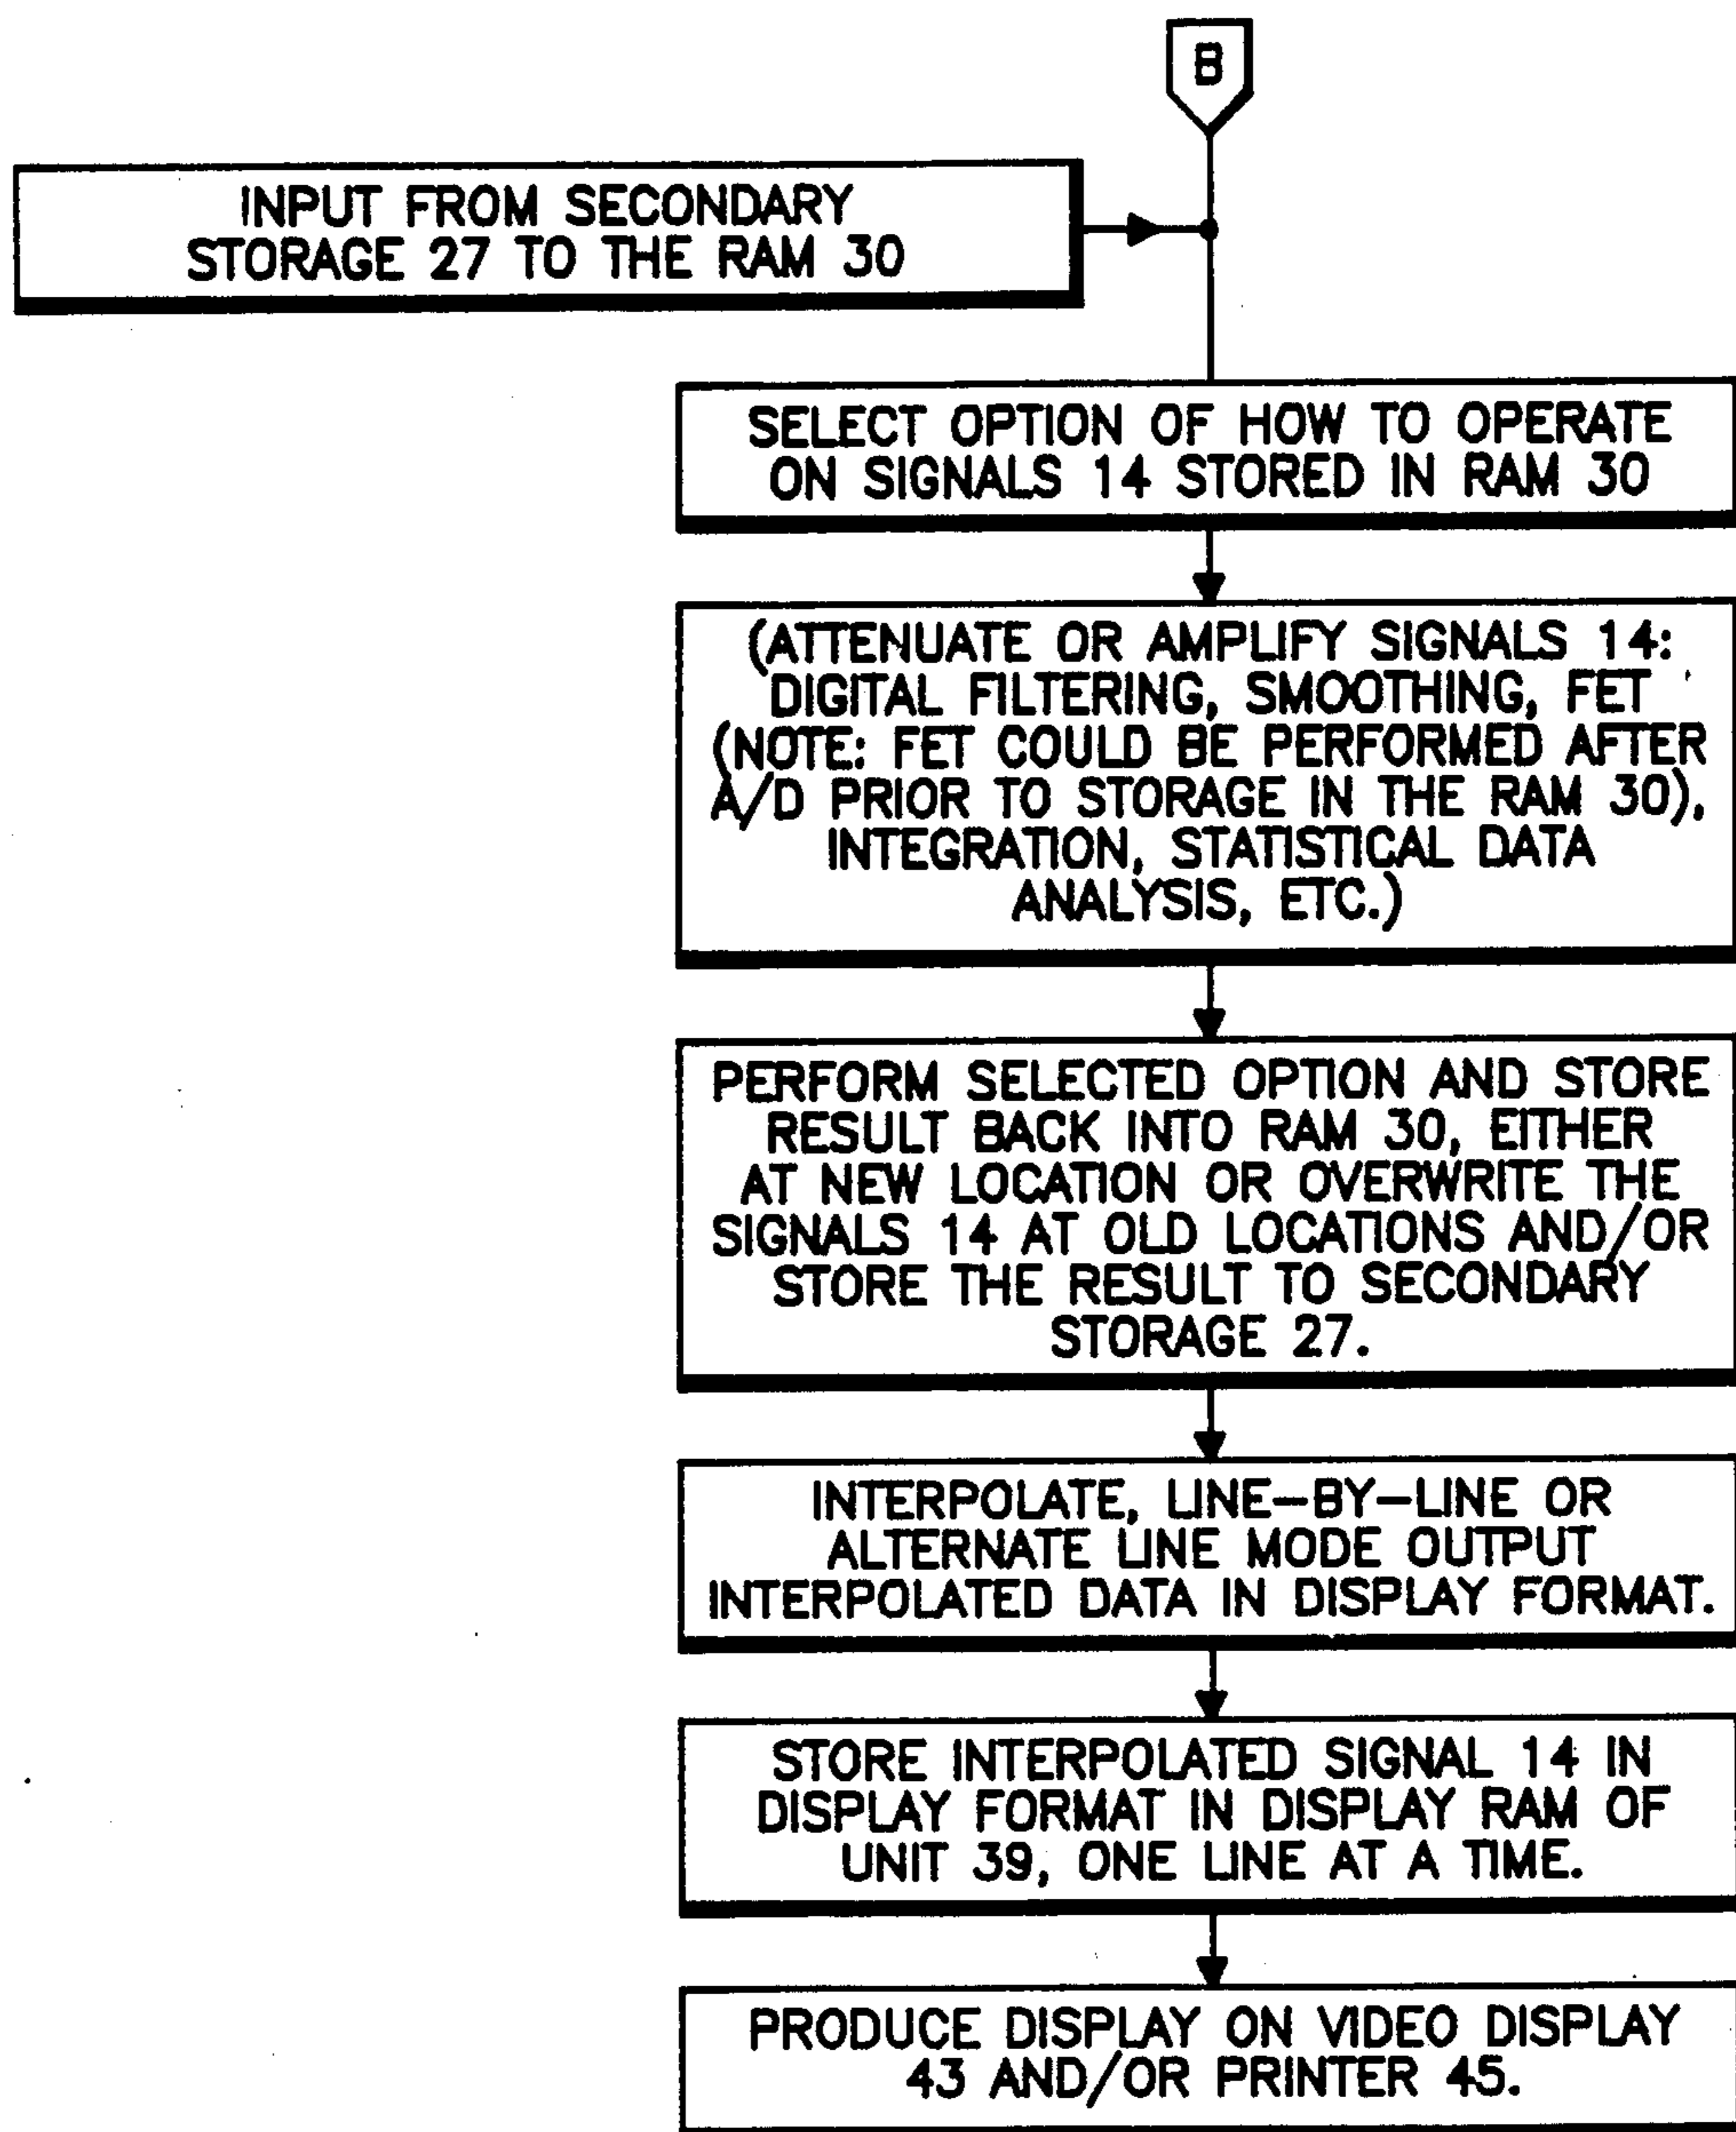 B
INPUT FROM SECONDARY
STORAGE 27 TO THE RAM 30
SELECT OPTION OF HOW TO OPERATE
ON SIGNALS 14 STORED IN RAM 30
(ATTENUATE OR AMPLIFY SIGNALS 14:
DIGITAL FILTERING, SMOOTHING, FET
(NOTE: FET COULD BE PERFORMED AFTER
A/D PRIOR TO STORAGE IN THE RAM 30),
INTEGRATION, STATISTICAL DATA
ANALYSIS, ETC.)
PERFORM SELECTED OPTION AND STORE
RESULT BACK INTO RAM 30, EITHER
AT NEW LOCATION OR OVERWRITE THE
SIGNALS 14 AT OLD LOCATIONS AND/OR
STORE THE RESULT TO SECONDARY
STORAGE 27.
INTERPOLATE, LINE-BY-LINE OR
ALTERNATE LINE MODE OUTPUT
INTERPOLATED DATA IN DISPLAY FORMAT.
STORE INTERPOLATED SIGNAL 14 IN
DISPLAY FORMAT IN DISPLAY RAM OF
UNIT 39, ONE LINE AT A TIME.
PRODUCE DISPLAY ON VIDEO DISPLAY
43 AND/OR PRINTER 45.